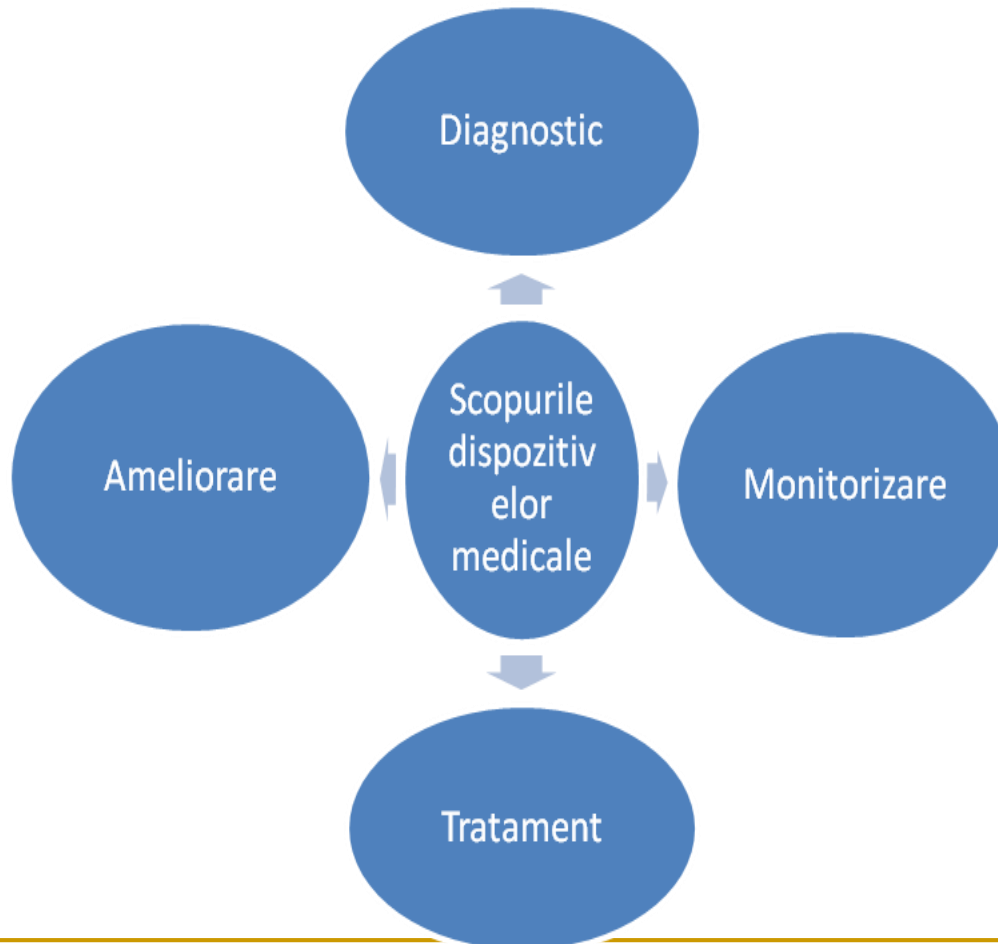 Diagnostic
Ameliorare
Scopurile
dispozitiv
elor
medicale
Monitorizare
Tratament